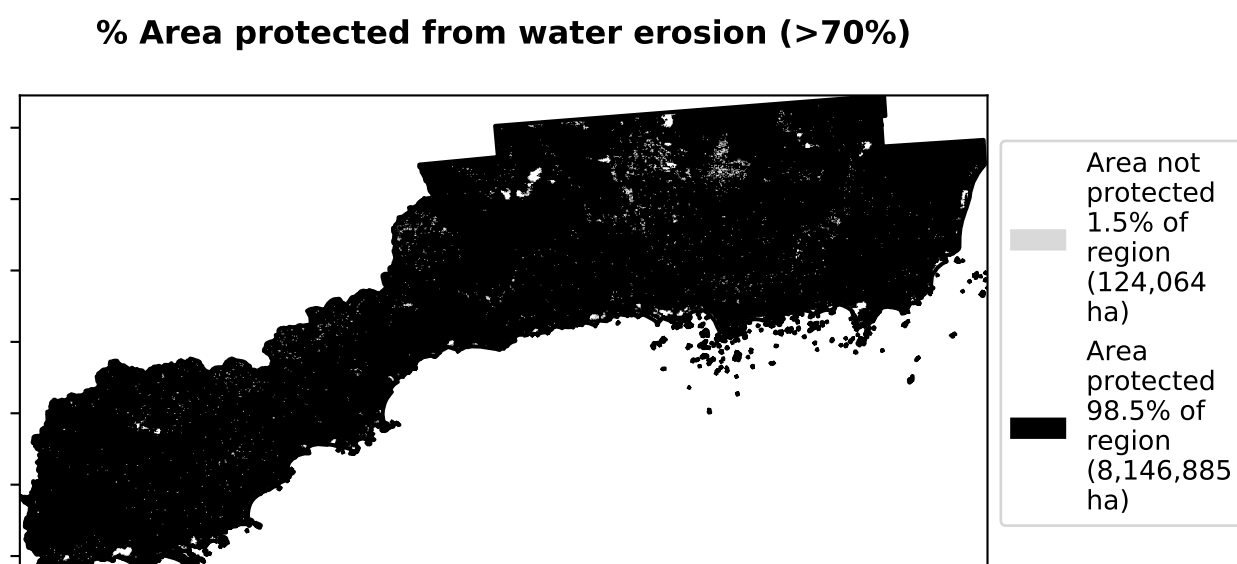 % Area protected from water erosion (>70%)
Area not
protected
1.5% of
region
(124,064
ha)
Area
protected
98.5% of
region
(8,146,885
ha)